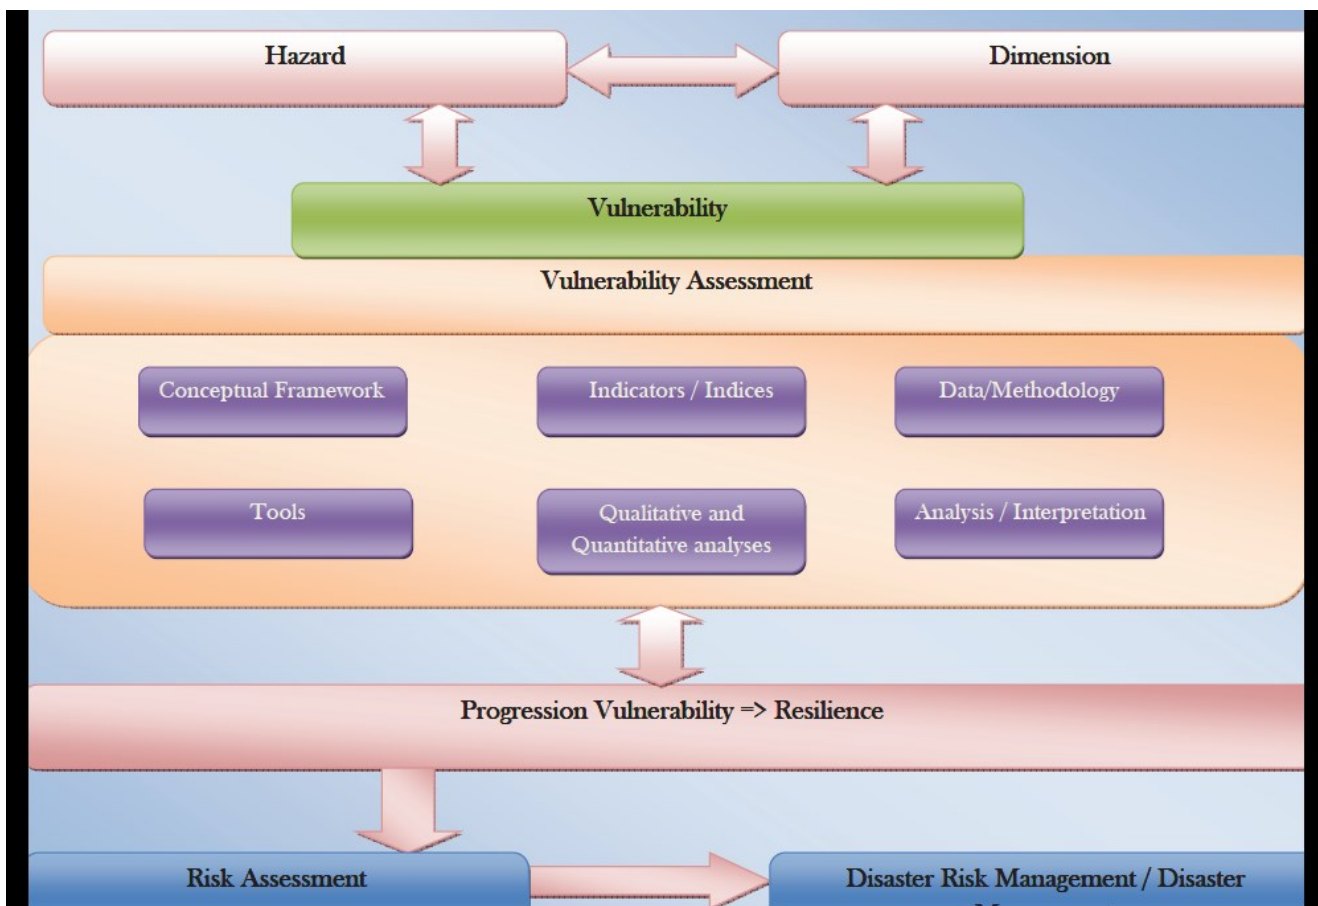 Hazard
Dimension
Vulnerability
Vulnerability Assessment
Conceptual Framework
Indicators / Indices
Data/Methodology
Tools
Qualitative and
Quantitative analyses
Analysis / Interpretation
Progression Vulnerability => Resilience
Risk Assessment
Disaster Risk Management / Disaster